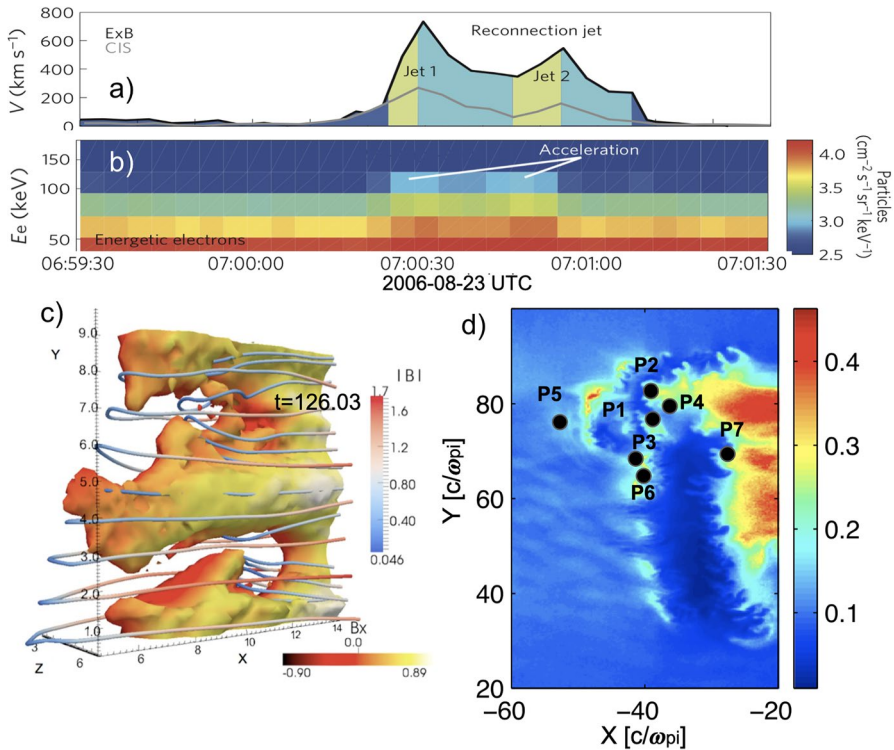 a)
V (km s⁻¹)
800
600
400
200
0
ExB
CIS
Reconnection jet
Jet 1
Jet 2
b)
Ee (keV)
150
100
50
Acceleration
Energetic electrons
4.0
3.5
3.0
2.5
Particles
(cm⁻² s⁻¹ sr⁻¹ keV⁻¹)
06:59:30 07:00:00 07:00:30 07:01:00 07:01:30
2006-08-23 UTC
c)
Y
9.0
8.0
7.0
6.0
5.0
4.0
3.0
2.0
1.0
t=126.03
|B|
1.7
1.6
1.2
0.80
0.40
0.046
3
Z
6
6 8 10 12 14
X
Bx
0.0
-0.90 0.89
d)
Y [c/ωpi]
80
60
40
20
P2
P5
P1
P4
P3
P7
P6
−60 −40 −20
X [c/ωpi]
0.4
0.3
0.2
0.1